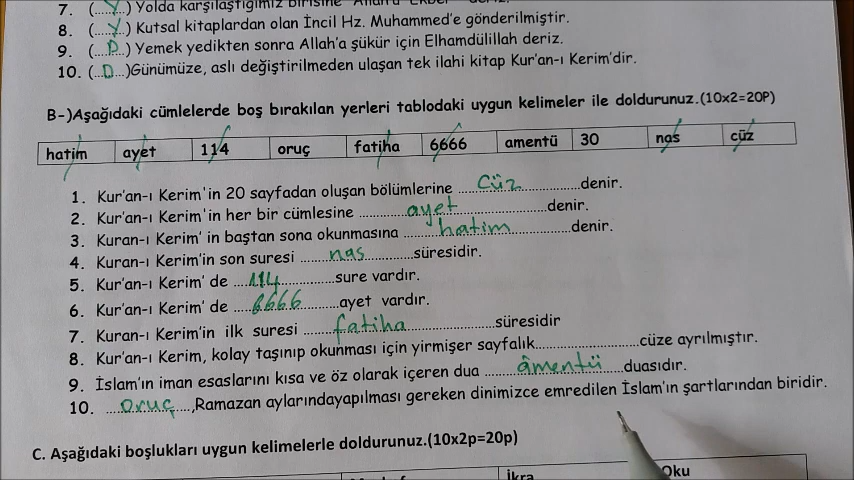 7. (...Y...) Yolda karşılaştığımız birisine "Allahu Ekber" deriz.
8. (...Y...) Kutsal kitaplardan olan İncil Hz. Muhammed'e gönderilmiştir.
9. (...D...) Yemek yedikten sonra Allah'a şükür için Elhamdülillah deriz.
10. (...D...)Günümüze, aslı değiştirilmeden ulaşan tek ilahi kitap Kur'an-ı Kerim'dir.
B-)Aşağıdaki cümlelerde boş bırakılan yerleri tablodaki uygun kelimeler ile doldurunuz.(10x2=20P)
hatim ayet 114 oruç fatiha 6666 amentü 30 nas cüz
1. Kur'an-ı Kerim'in 20 sayfadan oluşan bölümlerine ...cüz...denir.
2. Kur'an-ı Kerim'in her bir cümlesine ...ayet...denir.
3. Kuran-ı Kerim' in baştan sona okunmasına ...hatim...denir.
4. Kuran-ı Kerim'in son suresi ...nas...süresidir.
5. Kur'an-ı Kerim' de ...114...sure vardır.
6. Kur'an-ı Kerim' de ...6666...ayet vardır.
7. Kuran-ı Kerim'in ilk suresi ...fatiha...süresidir
8. Kur'an-ı Kerim, kolay taşınıp okunması için yirmişer sayfalık...cüze ayrılmıştır.
9. İslam'ın iman esaslarını kısa ve öz olarak içeren dua ...âmentü...duasıdır.
10. ...oruç...,Ramazan aylarındayapılması gereken dinimizce emredilen İslam'ın şartlarından biridir.
C. Aşağıdaki boşlukları uygun kelimelerle doldurunuz.(10x2p=20p)
İkra Oku